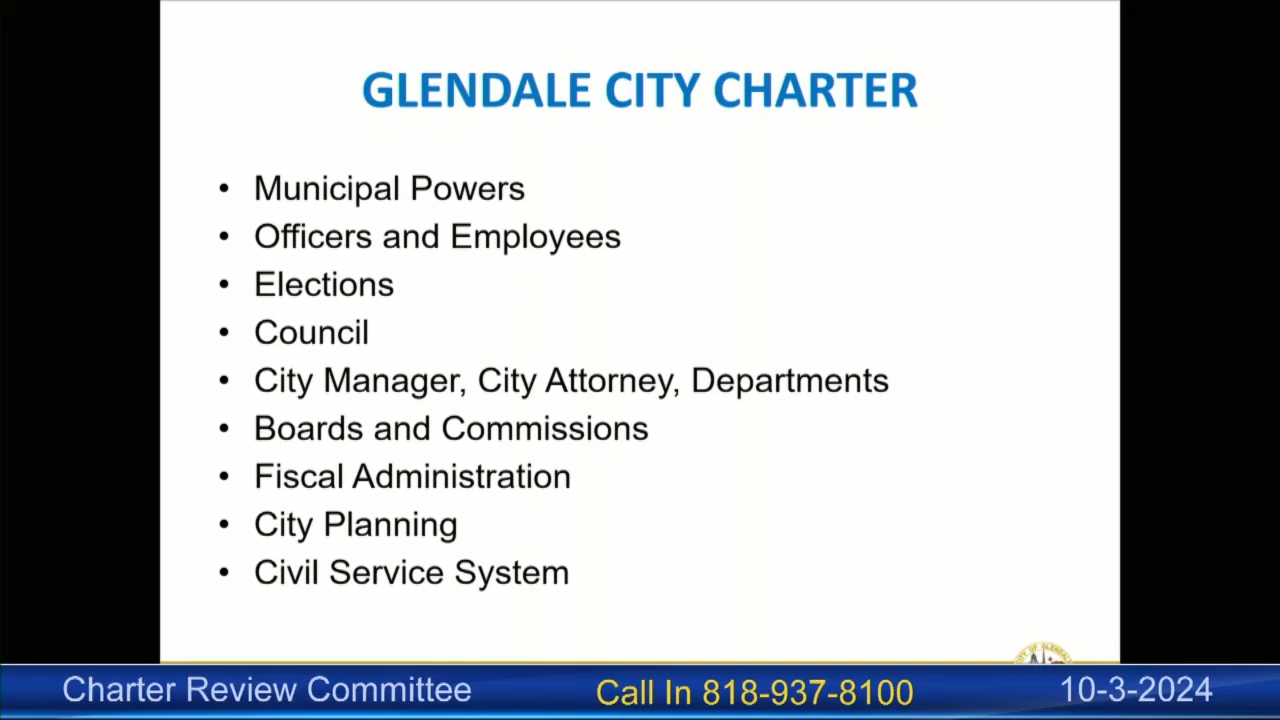 GLENDALE CITY CHARTER
• Municipal Powers
• Officers and Employees
• Elections
• Council
• City Manager, City Attorney, Departments
• Boards and Commissions
• Fiscal Administration
• City Planning
• Civil Service System
Charter Review Committee
Call In 818-937-8100
10-3-2024